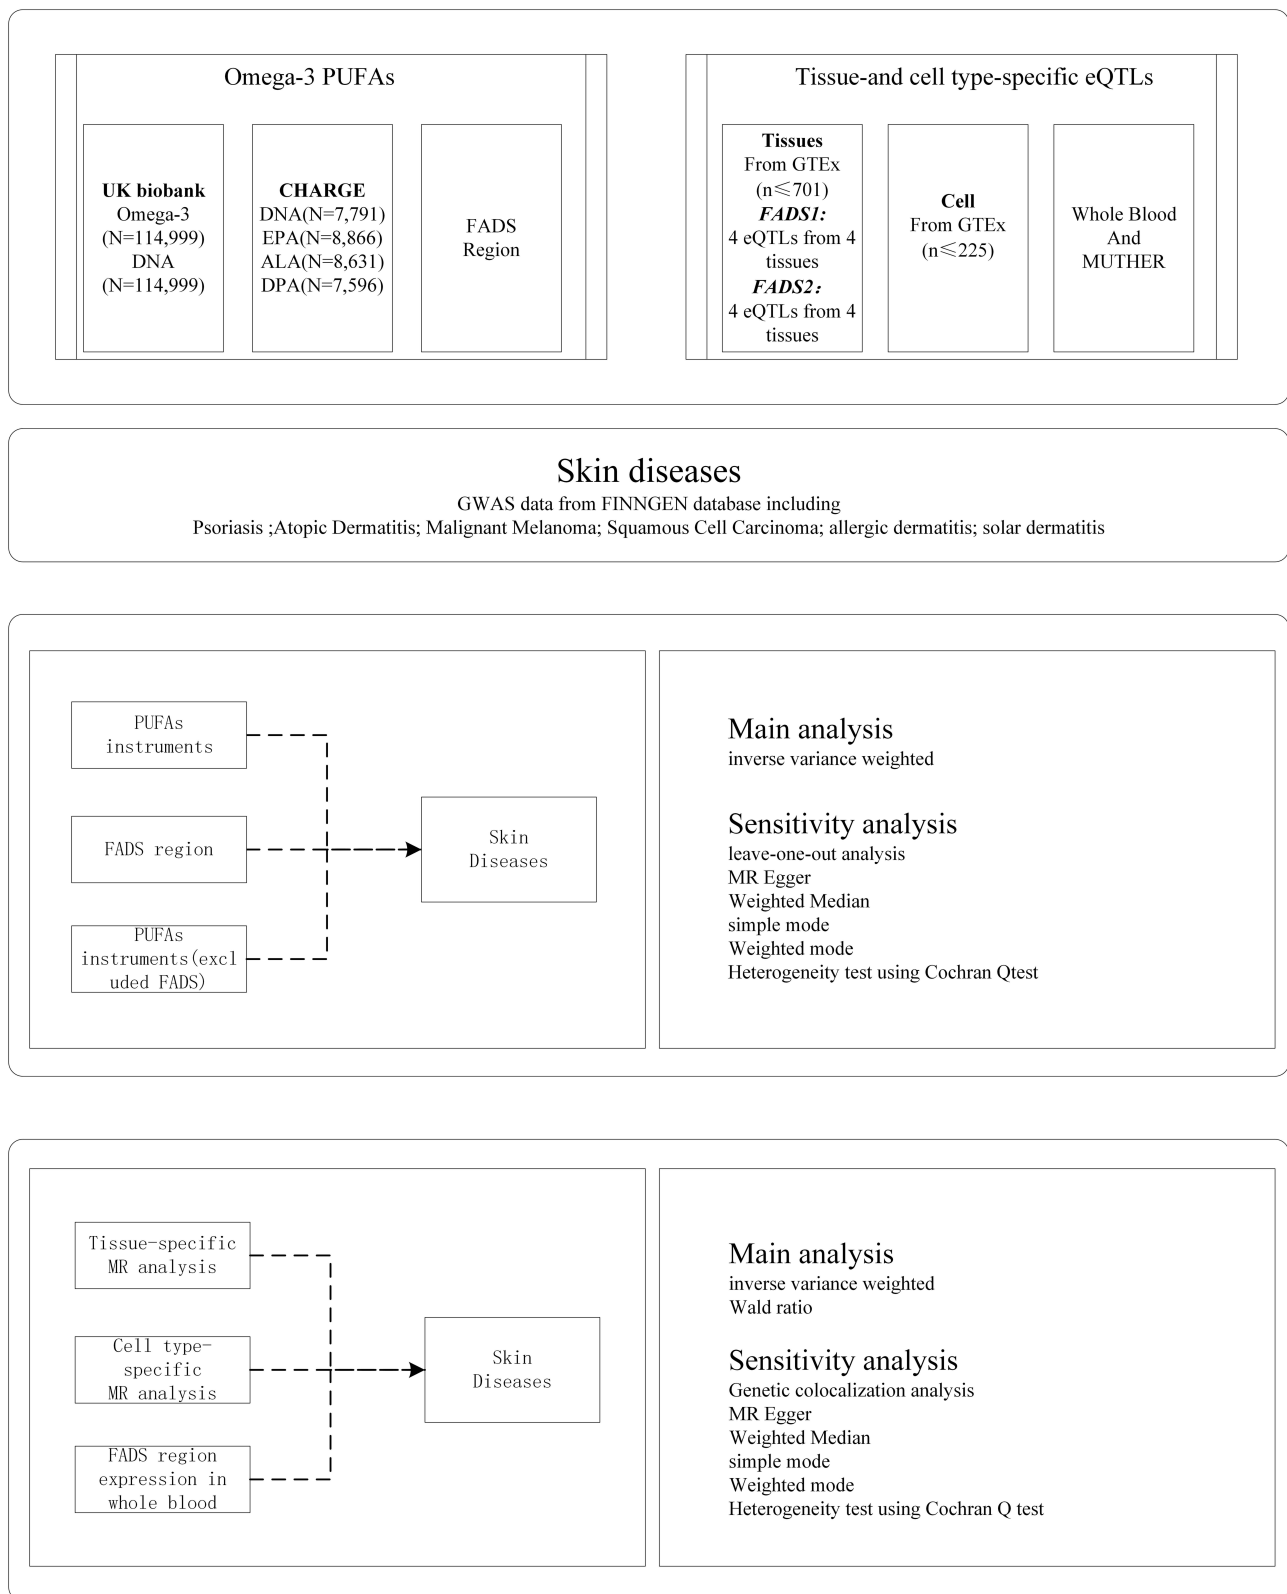 Omega-3 PUFAs
UK biobank
Omega-3
(N=114,999)
DNA
(N=114,999)
CHARGE
DNA(N=7,791)
EPA(N=8,866)
ALA(N=8,631)
DPA(N=7,596)
FADS
Region
Tissue-and cell type-specific eQTLs
Tissues
From GTEx
(n≤701)
FADS1:
4 eQTLs from 4
tissues
FADS2:
4 eQTLs from 4
tissues
Cell
From GTEx
(n≤225)
Whole Blood
And
MUTHER
Skin diseases
GWAS data from FINNGEN database including
Psoriasis ;Atopic Dermatitis; Malignant Melanoma; Squamous Cell Carcinoma; allergic dermatitis; solar dermatitis
PUFAs
instruments
FADS region
PUFAs
instruments(excl
uded FADS)
Skin
Diseases
Main analysis
inverse variance weighted
Sensitivity analysis
leave-one-out analysis
MR Egger
Weighted Median
simple mode
Weighted mode
Heterogeneity test using Cochran Qtest
Tissue-specific
MR analysis
Cell type-
specific
MR analysis
FADS region
expression in
whole blood
Skin
Diseases
Main analysis
inverse variance weighted
Wald ratio
Sensitivity analysis
Genetic colocalization analysis
MR Egger
Weighted Median
simple mode
Weighted mode
Heterogeneity test using Cochran Q test